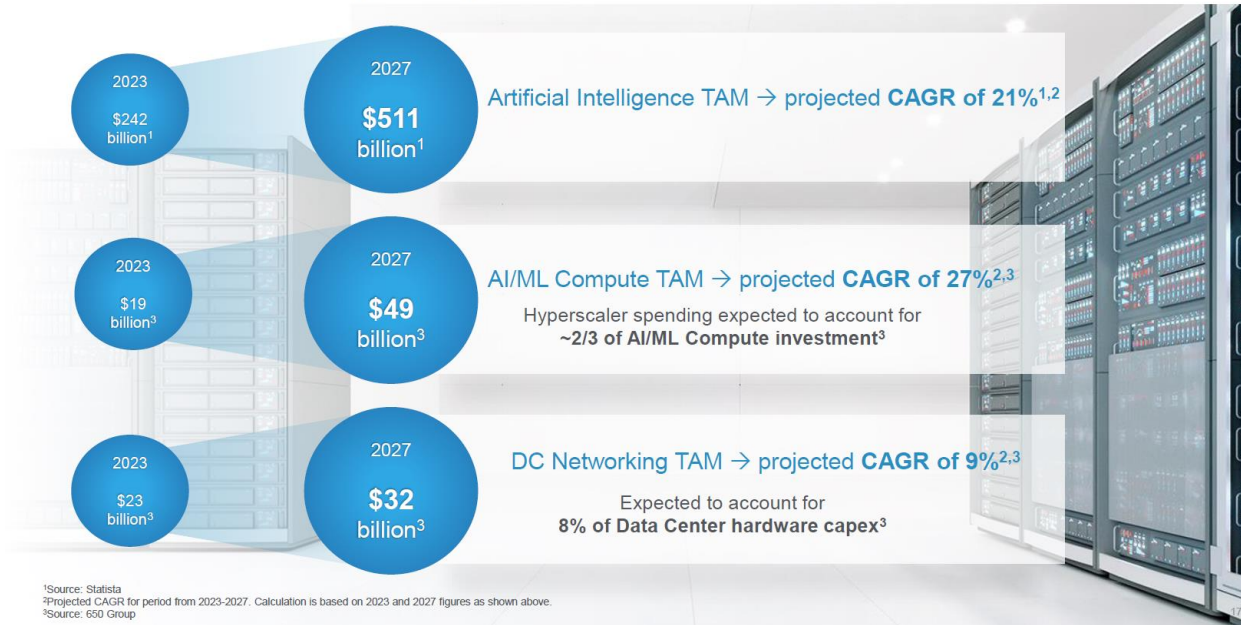 2023
$242
billion¹
2027
$511
billion¹
Artificial Intelligence TAM → projected CAGR of 21%¹,²
2023
$19
billion³
2027
$49
billion³
AI/ML Compute TAM → projected CAGR of 27%²,³
Hyperscaler spending expected to account for
~2/3 of AI/ML Compute investment³
2023
$23
billion³
2027
$32
billion³
DC Networking TAM → projected CAGR of 9%²,³
Expected to account for
8% of Data Center hardware capex³
¹Source: Statista
²Projected CAGR for period from 2023-2027. Calculation is based on 2023 and 2027 figures as shown above.
³Source: 650 Group
17